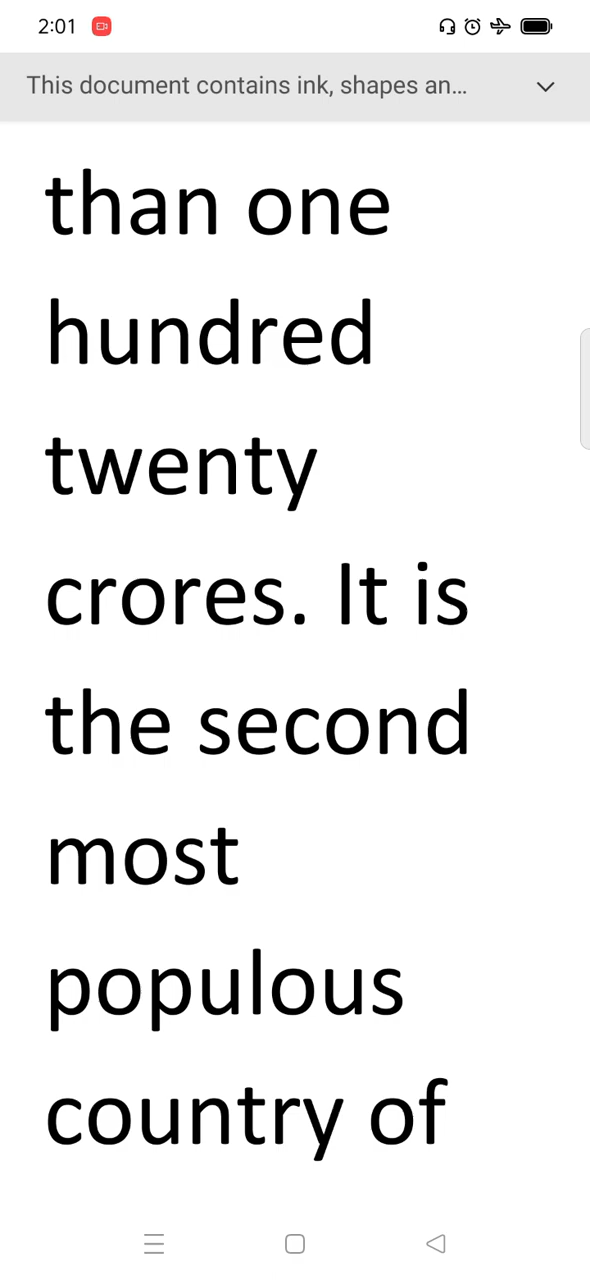 2:01
This document contains ink, shapes an...
than one
hundred
twenty
crores. It is
the second
most
populous
country of